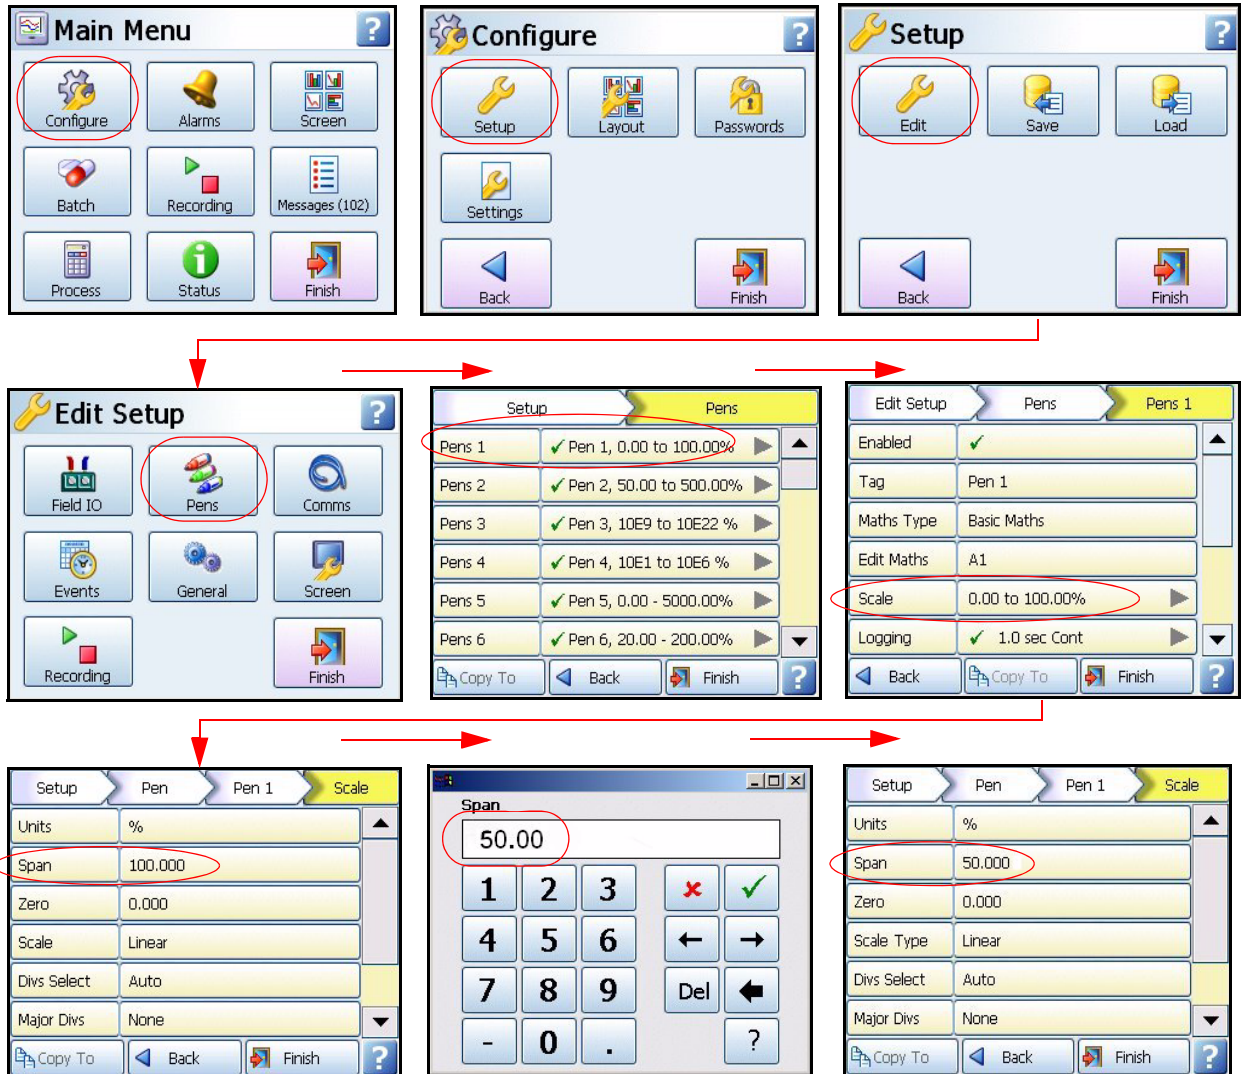 Main Menu ?
Configure Alarms Screen
Batch Recording Messages (102)
Process Status Finish
Configure ?
Setup Layout Passwords
Settings
Back Finish
Setup ?
Edit Save Load
Back Finish
Edit Setup ?
Field IO Pens Comms
Events General Screen
Recording Finish
Setup Pens
Pens 1 Pen 1, 0.00 to 100.00%
Pens 2 Pen 2, 50.00 to 500.00%
Pens 3 Pen 3, 10E9 to 10E22 %
Pens 4 Pen 4, 10E1 to 10E6 %
Pens 5 Pen 5, 0.00 - 5000.00%
Pens 6 Pen 6, 20.00 - 200.00%
Copy To Back Finish ?
Edit Setup Pens Pens 1
Enabled
Tag Pen 1
Maths Type Basic Maths
Edit Maths A1
Scale 0.00 to 100.00%
Logging 1.0 sec Cont
Back Copy To Finish ?
Setup Pen Pen 1 Scale
Units %
Span 100.000
Zero 0.000
Scale Linear
Divs Select Auto
Major Divs None
Copy To Back Finish ?
Span
50.00
1 2 3
4 5 6
7 8 9 Del
- 0 . ?
Setup Pen Pen 1 Scale
Units %
Span 50.000
Zero 0.000
Scale Type Linear
Divs Select Auto
Major Divs None
Copy To Back Finish ?